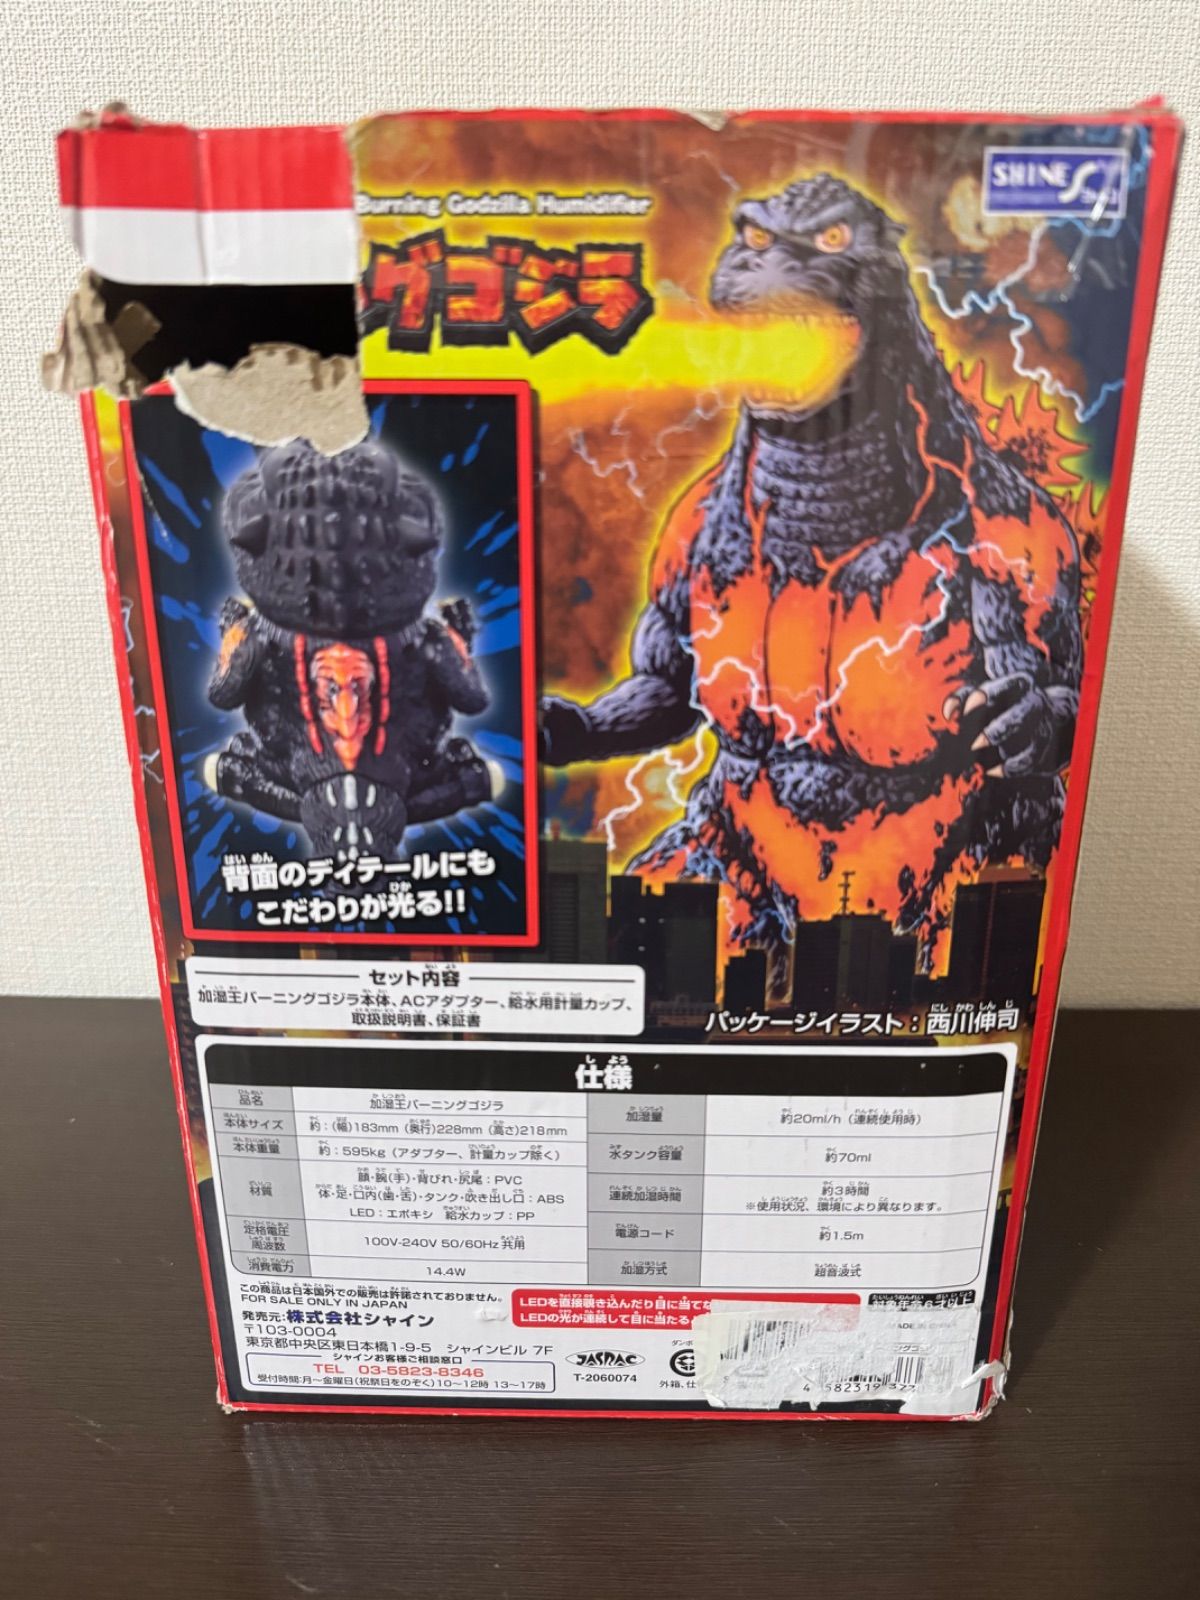 Burning Godzilla Humidifier
SHINE
グゴジラ
背面のディテールにも
こだわりが光る!!
セット内容
加湿王バーニングゴジラ本体、ACアダプター、給水用計量カップ、
取扱説明書、保証書
パッケージイラスト：西川伸司
仕様
品名 加湿王バーニングゴジラ
本体サイズ 約：(幅)183mm (奥行)228mm (高さ)218mm
本体重量 約：595kg (アダプター、計量カップ除く)
材質 顔・腕(手)・背びれ・尻尾：PVC
体・足・口内(歯・舌)・タンク・吹き出し口：ABS
LED：エポキシ 給水カップ：PP
定格電圧
周波数 100V-240V 50/60Hz 共用
消費電力 14.4W
加湿量 約20ml/h (連続使用時)
水タンク容量 約70ml
連続加湿時間 約3時間
※使用状況、環境により異なります。
電源コード 約1.5m
加湿方式 超音波式
この商品は日本国外での販売は許諾されておりません。
FOR SALE ONLY IN JAPAN
発売元：株式会社シャイン
〒103-0004
東京都中央区東日本橋1-9-5 シャインビル 7F
シャインお客様ご相談窓口
TEL 03-5823-8346
受付時間:月〜金曜日(祝祭日をのぞく)10〜12時 13〜17時
LEDを直接覗き込んだり目に当てな
LEDの光が連続して目に当たると
対象年令6才以上
JASRAC
T-2060074
ダンボ
外箱、仕
MADE IN CHINA